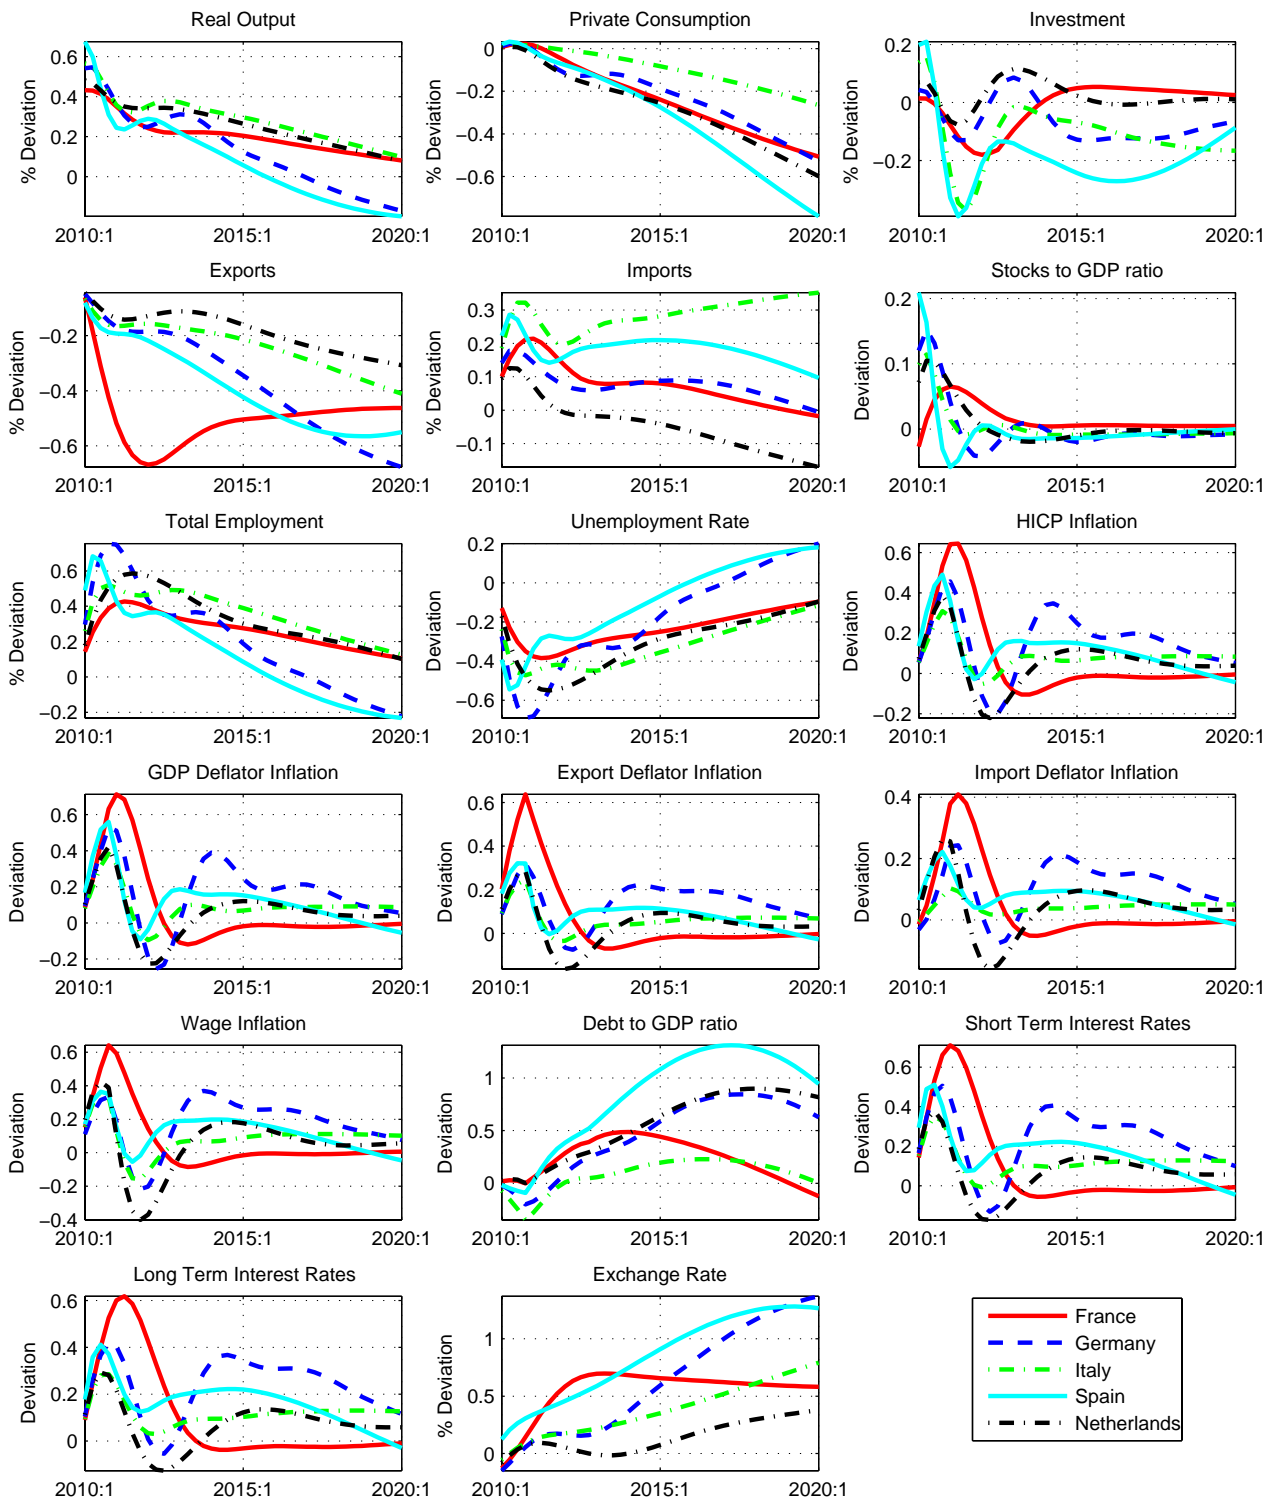 Real Output
Private Consumption
Investment
% Deviation
0.6
0.4
0.2
0
2010:1 2015:1 2020:1
% Deviation
0
−0.2
−0.4
−0.6
2010:1 2015:1 2020:1
% Deviation
0.2
0
−0.2
2010:1 2015:1 2020:1
Exports
Imports
Stocks to GDP ratio
% Deviation
−0.2
−0.4
−0.6
2010:1 2015:1 2020:1
% Deviation
0.3
0.2
0.1
0
−0.1
2010:1 2015:1 2020:1
Deviation
0.2
0.1
0
2010:1 2015:1 2020:1
Total Employment
Unemployment Rate
HICP Inflation
% Deviation
0.6
0.4
0.2
0
−0.2
2010:1 2015:1 2020:1
Deviation
0.2
0
−0.2
−0.4
−0.6
2010:1 2015:1 2020:1
Deviation
0.6
0.4
0.2
0
−0.2
2010:1 2015:1 2020:1
GDP Deflator Inflation
Export Deflator Inflation
Import Deflator Inflation
Deviation
0.6
0.4
0.2
0
−0.2
2010:1 2015:1 2020:1
Deviation
0.6
0.4
0.2
0
2010:1 2015:1 2020:1
Deviation
0.4
0.2
0
2010:1 2015:1 2020:1
Wage Inflation
Debt to GDP ratio
Short Term Interest Rates
Deviation
0.6
0.4
0.2
0
−0.2
−0.4
2010:1 2015:1 2020:1
Deviation
1
0.5
0
2010:1 2015:1 2020:1
Deviation
0.6
0.4
0.2
0
2010:1 2015:1 2020:1
Long Term Interest Rates
Exchange Rate
Deviation
0.6
0.4
0.2
0
2010:1 2015:1 2020:1
% Deviation
1
0.5
0
2010:1 2015:1 2020:1
France
Germany
Italy
Spain
Netherlands